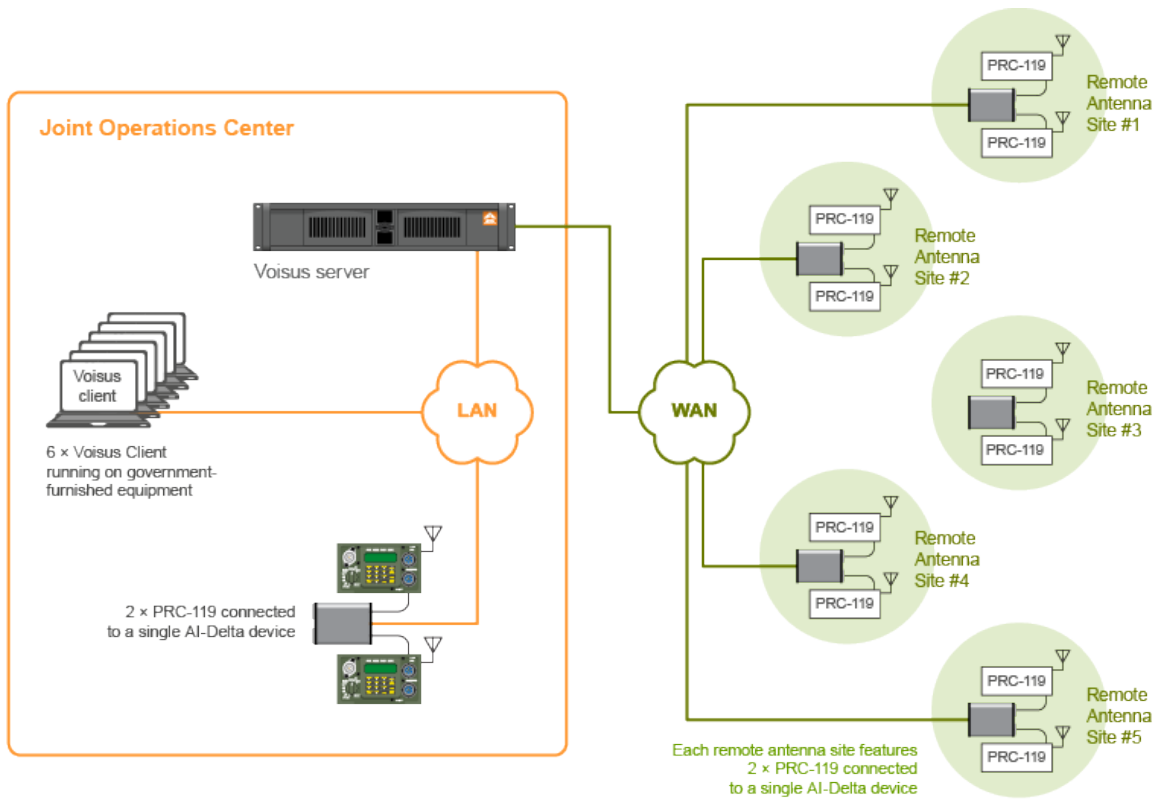 Joint Operations Center
Voisus server
Voisus
client
6 × Voisus Client
running on government-
furnished equipment
LAN
2 × PRC-119 connected
to a single AI-Delta device
WAN
PRC-119
PRC-119
Remote
Antenna
Site #1
PRC-119
PRC-119
Remote
Antenna
Site #2
PRC-119
PRC-119
Remote
Antenna
Site #3
PRC-119
PRC-119
Remote
Antenna
Site #4
PRC-119
PRC-119
Remote
Antenna
Site #5
Each remote antenna site features
2 × PRC-119 connected
to a single AI-Delta device